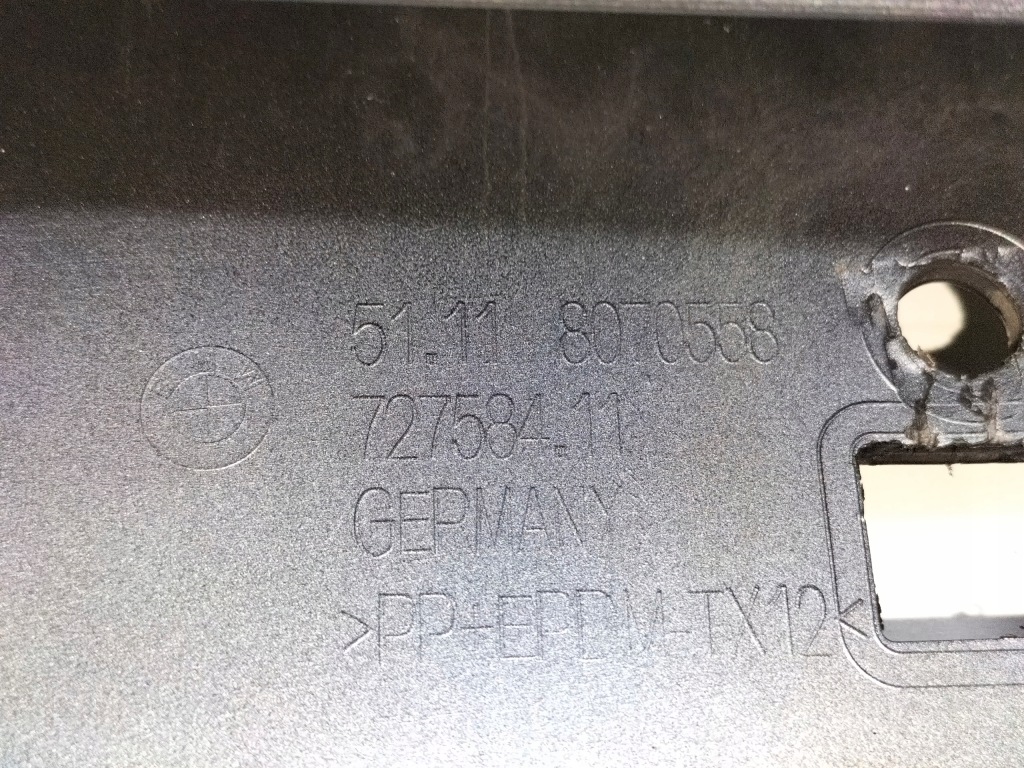 51.11 8070558
727584.11
GERMANY
>PP+EPDM-TX12<